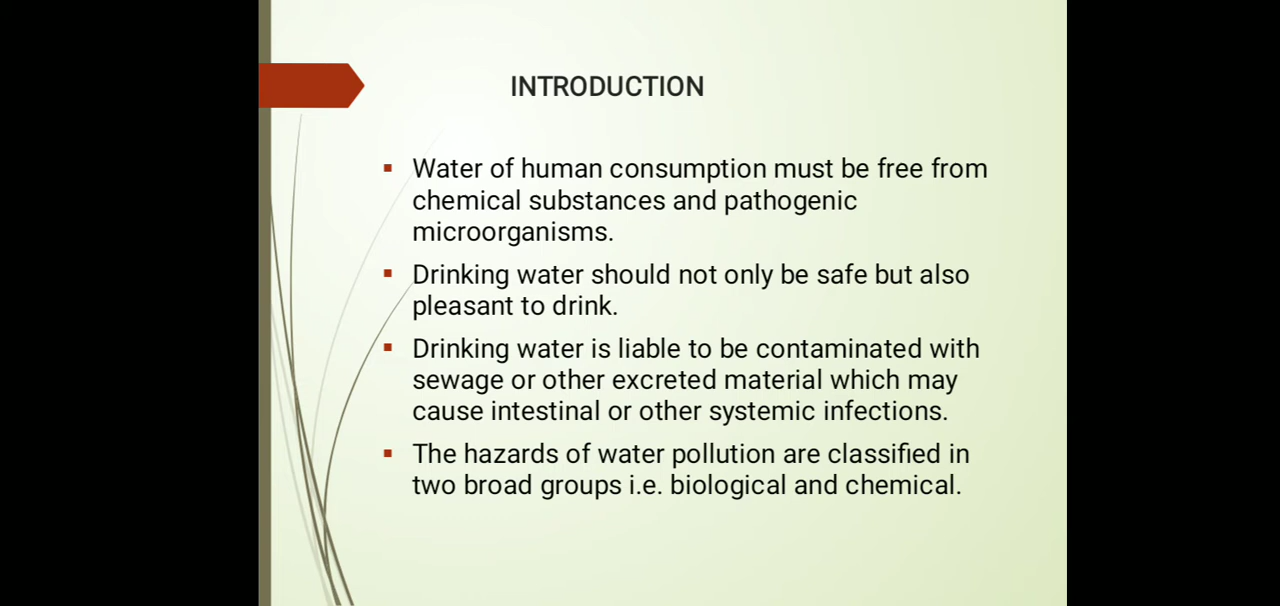 INTRODUCTION
Water of human consumption must be free from
chemical substances and pathogenic
microorganisms.
Drinking water should not only be safe but also
pleasant to drink.
Drinking water is liable to be contaminated with
sewage or other excreted material which may
cause intestinal or other systemic infections.
The hazards of water pollution are classified in
two broad groups i.e. biological and chemical.